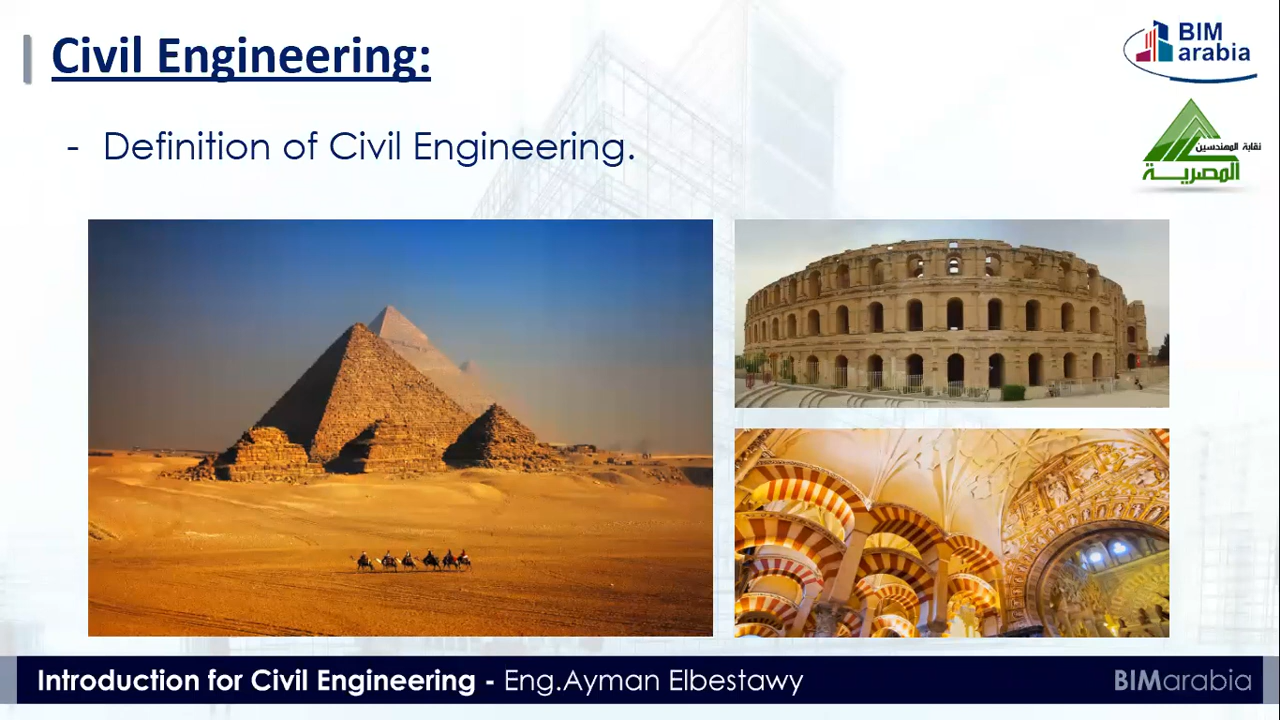 Civil Engineering:
BIM
arabia
- Definition of Civil Engineering.
نقابة المهندسين
المصرية
Introduction for Civil Engineering - Eng.Ayman Elbestawy
BIMarabia